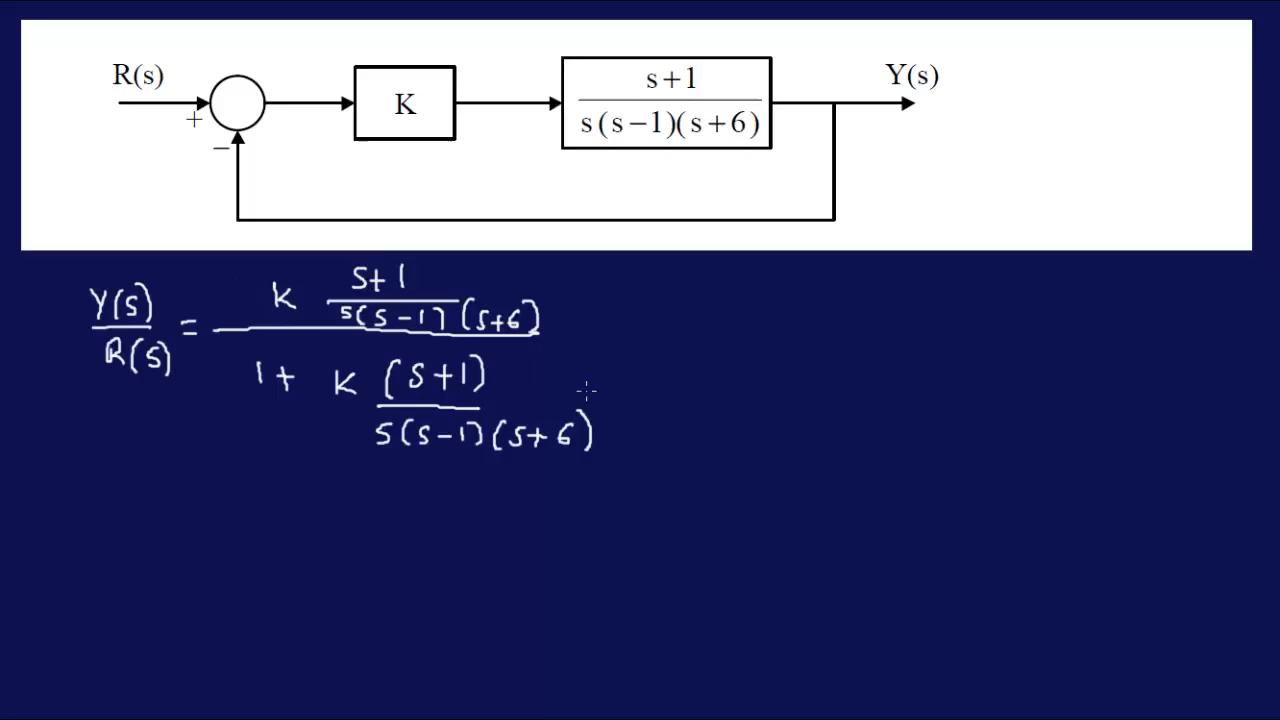 R(s) Y(s)
+
−
K
s+1
s(s−1)(s+6)
Y(s)
R(s)
=
K s+1
s(s-1)(s+6)
1+ K (s+1)
s(s-1)(s+6)